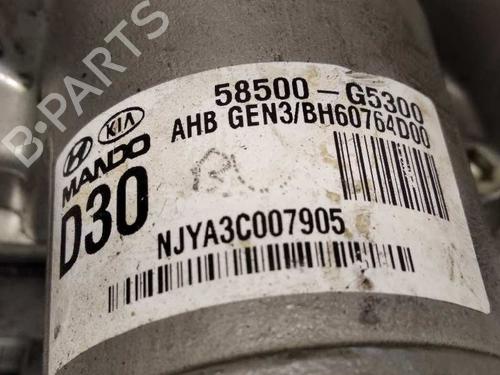 B-PARTS
58500-G5300
AHB GEN3/BH60764D00
KIA
MANDO
D30
NJYA3C007905